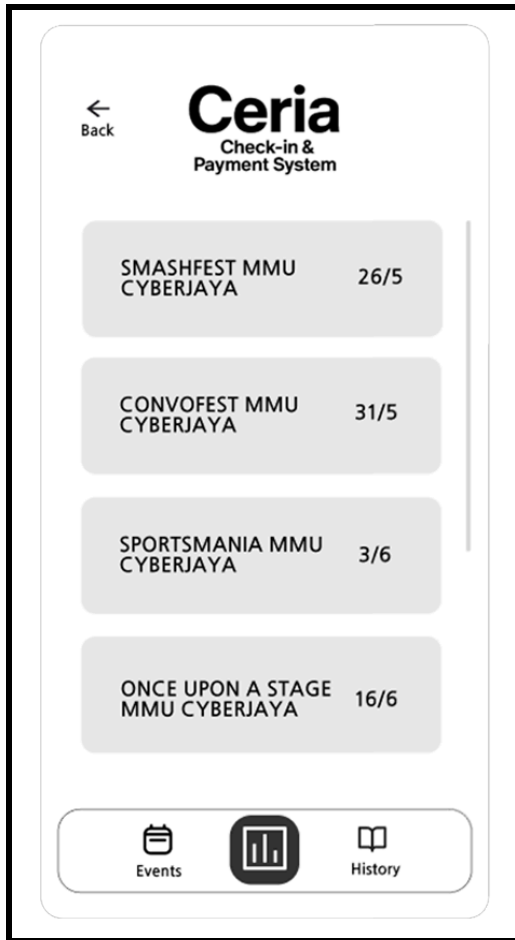 Back
Ceria
Check-in &
Payment System
SMASHFEST MMU
CYBERJAYA
26/5
CONVOFEST MMU
CYBERJAYA
31/5
SPORTSMANIA MMU
CYBERJAYA
3/6
ONCE UPON A STAGE
MMU CYBERJAYA
16/6
Events
History